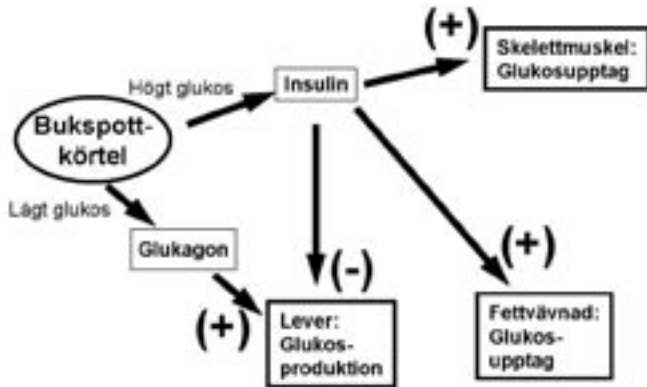 (+)
Skelettmuskel:
Glukosupptag
Högt glukos
Insulin
Bukspott-
körtel
Lågt glukos
Glukagon
(+)
(-)
(+)
Lever:
Glukos-
produktion
Fettvävnad:
Glukos-
upptag